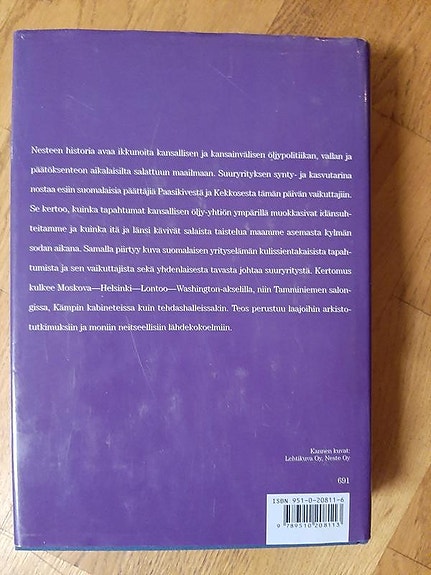 Nesteen historia avaa ikkunoita kansallisen ja kansainvälisen öljypolitiikan, vallan ja
päätöksenteon aikalaisilta salattuun maailmaan. Suuryrityksen synty- ja kasvutarina
nostaa esiin suomalaisia päättäjiä Paasikivestä ja Kekkosesta tämän päivän vaikuttajiin.
Se kertoo, kuinka tapahtumat kansallisen öljy-yhtiön ympärillä muokkasivat idänsuh-
teitamme ja kuinka itä ja länsi kävivät salaista taistelua maamme asemasta kylmän
sodan aikana. Samalla piirtyy kuva suomalaisen yrityselämän kulissientakaisista tapah-
tumista ja sen vaikuttajista sekä yhdenlaisesta tavasta johtaa suuryritystä. Kertomus
kulkee Moskova—Helsinki—Lontoo—Washington-akselilla, niin Tamminiemen salon-
gissa, Kämpin kabineteissa kuin tehdashalleissakin. Teos perustuu laajoihin arkisto-
tutkimuksiin ja moniin neitseellisiin lähdekokoelmiin.
Kannen kuvat:
Lehtikuva Oy, Neste Oy
691
ISBN 951-0-20811-6
9 789510 208113